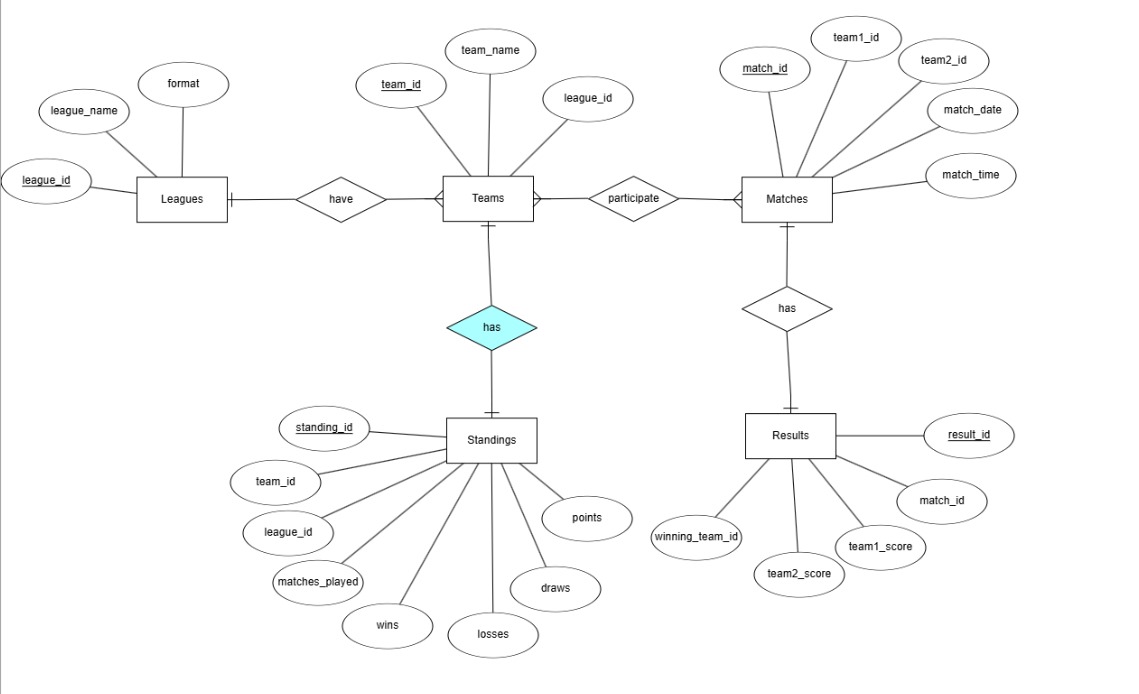 team1_id
team_name
team2_id
match_id
format
team_id
league_id
league_name
match_date
match_time
league_id
Leagues
have
Teams
participate
Matches
has
has
standing_id
Standings
Results
result_id
team_id
match_id
points
league_id
winning_team_id
team1_score
team2_score
matches_played
draws
wins
losses